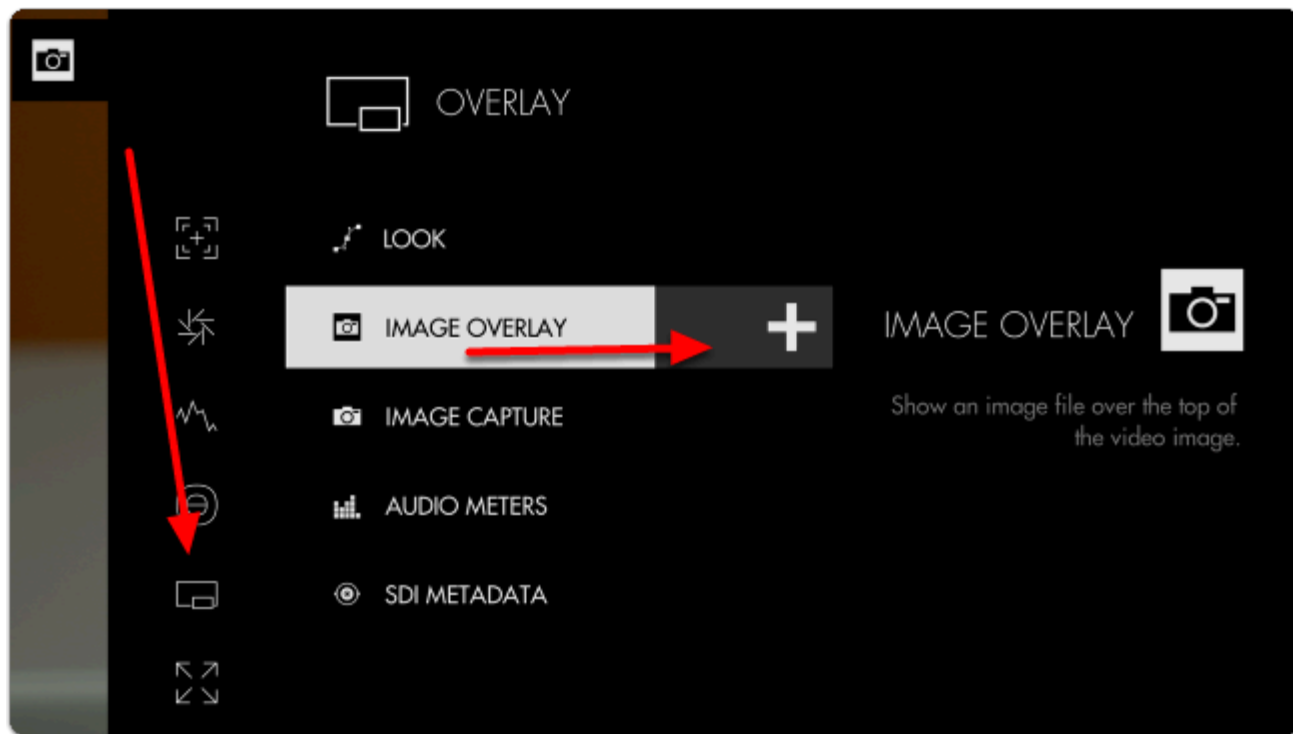 OVERLAY
LOOK
IMAGE OVERLAY
IMAGE CAPTURE
AUDIO METERS
SDI METADATA
IMAGE OVERLAY
Show an image file over the top of
the video image.